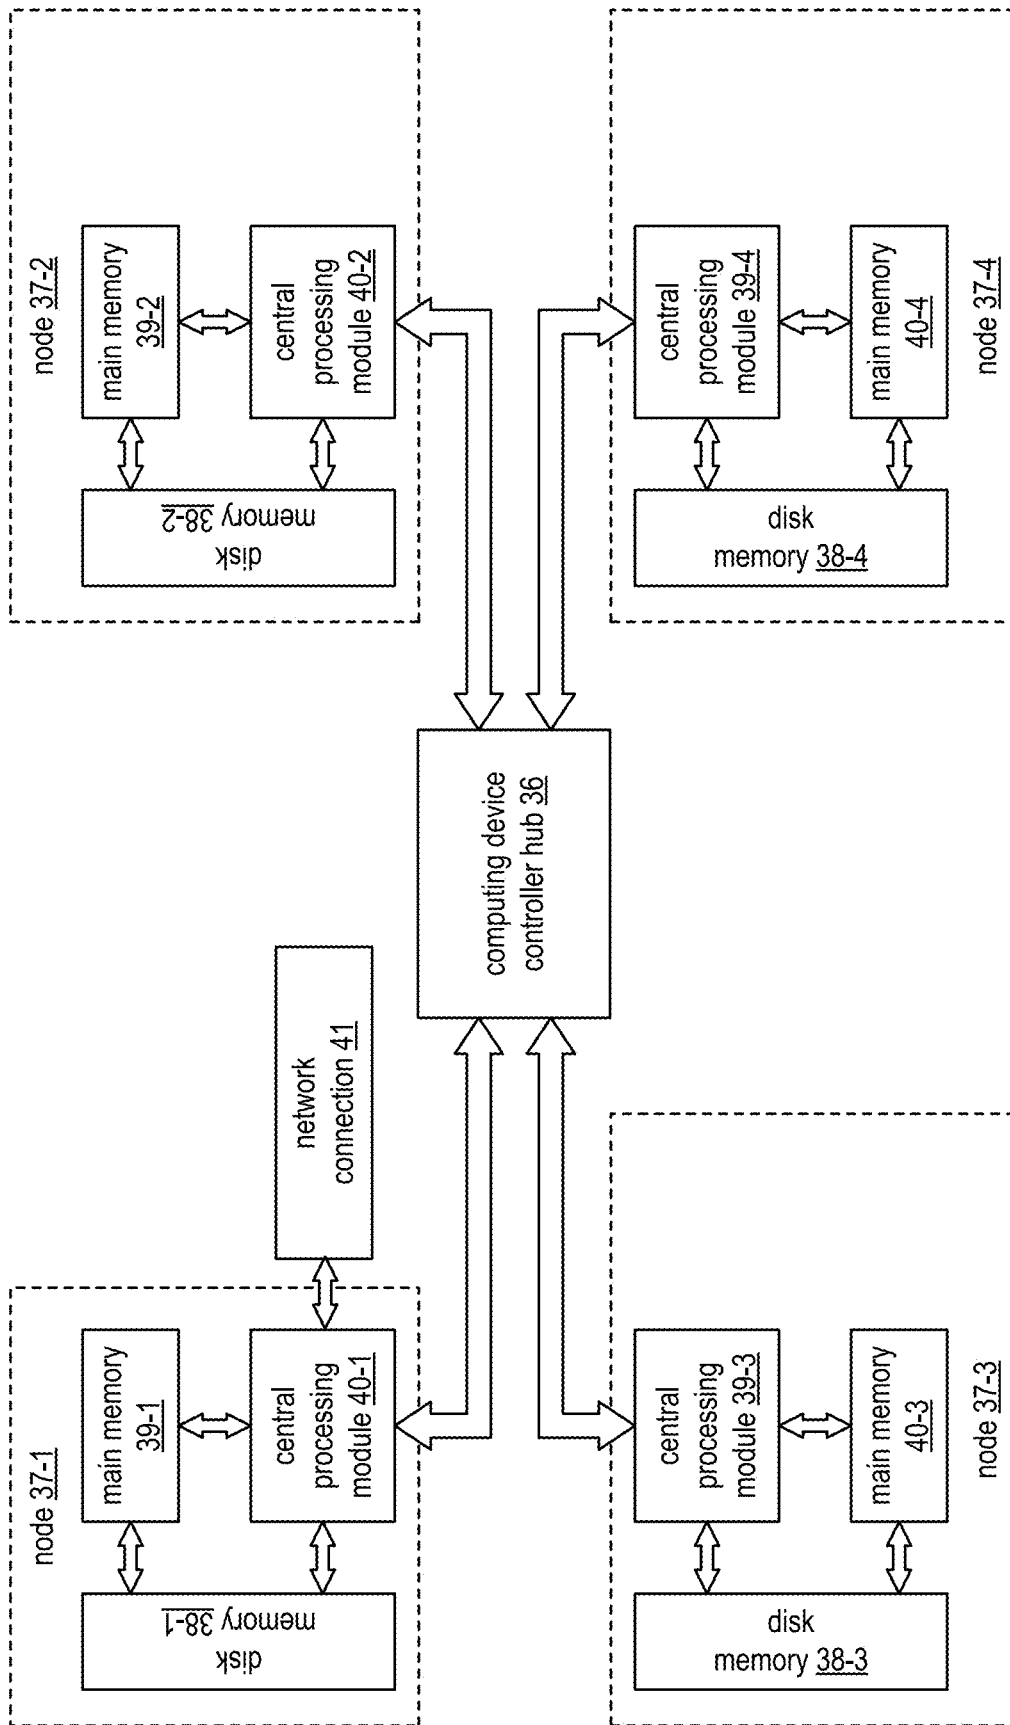 node 37-1
main memory
39-1
central
processing
module 40-1
disk
memory 38-1
network
connection 41
node 37-2
main memory
39-2
central
processing
module 40-2
disk
memory 38-2
computing device
controller hub 36
central
processing
module 39-3
main memory
40-3
disk
memory 38-3
node 37-3
central
processing
module 39-4
main memory
40-4
disk
memory 38-4
node 37-4